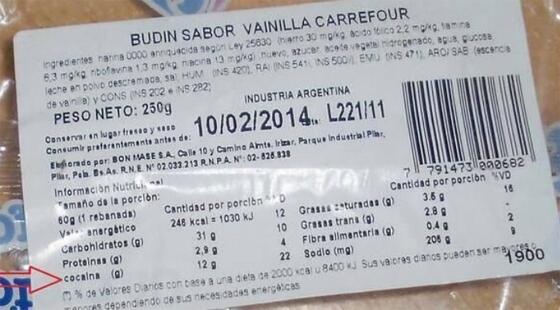 BUDIN SABOR VAINILLA CARREFOUR
Ingredientes harina 0000 enriquecida según Ley 25630 (hierro 30 mg/kg, ácido fólico 2,2 mg/kg, tiamina
6,3 mg/kg, riboflavina 1,3 mg/kg, niacina 13 mg/kg), huevo, azúcar, aceite vegetal hidrogenado, agua, glucosa,
leche en polvo descremada, sal, HUM (INS 420), RAI (INS 541i, INS 500ii), EMU (INS 471), ARO/SAB (escencia
de vainilla) y CONS (INS 202 e INS 282)
PESO NETO: 250g
INDUSTRIA ARGENTINA
Conservar en lugar fresco y seco
Consumir preferentemente antes de: 10/02/2014 L221/11
Elaborado por: BON MASE S.A., Calle 10 y Camino Almte. Irízar, Parque Industrial Pilar,
Pilar, Pcia. Bs.As. R.N.E. Nº 02.033.213 R.N.P.A. Nº: 02-525.838
7 791473 000682
Información Nutricional
Tamaño de la porción:
60g (1 rebanada) Cantidad por porción %VD
Valor energético 246 kcal = 1030 kJ 12
Carbohidratos (g) 31 g 10
Proteínas (g) 2,9 g 4
cocaína (g) 12 g 22
Cantidad por porción %VD
Grasas saturadas (g) 3.6 g 16
Grasas trans (g) 2.8 g -
Fibra alimentaria (g) 0.4 g 2
Sodio (mg) 206 g 9
(*) % de Valores Diarios con base a una dieta de 2000 kcal u 8400 kJ. Sus valores diarios pueden ser mayores o
menores dependiendo de sus necesidades energéticas
1900